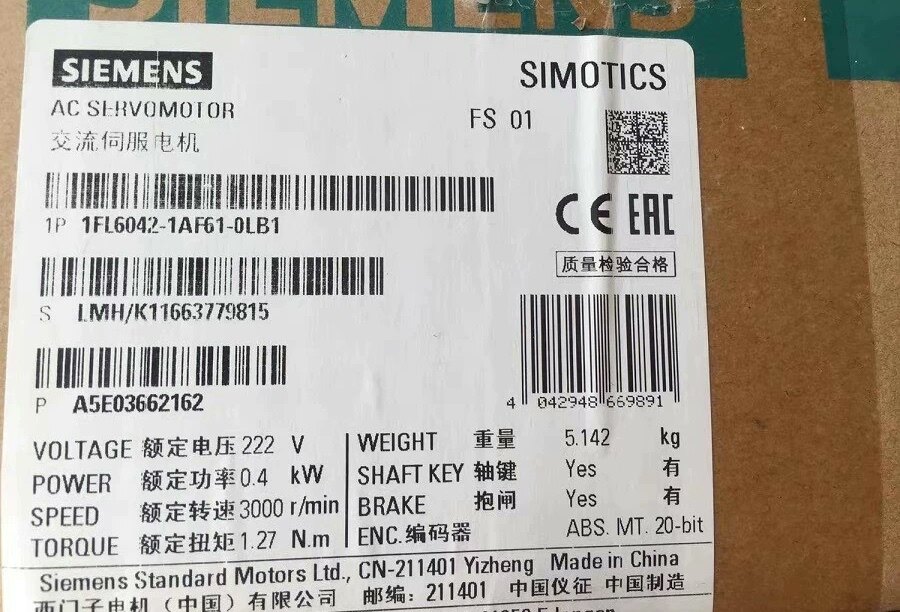 SIEMENS
SIEMENS
SIMOTICS
AC SERVOMOTOR
FS 01
交流伺服电机
1P 1FL6042-1AF61-0LB1
CE EAC
质量检验合格
S LMH/K11663779815
P A5E03662162
4 042948 669891
VOLTAGE 额定电压 222 V
POWER 额定功率 0.4 kW
SPEED 额定转速 3000 r/min
TORQUE 额定扭矩 1.27 N.m
WEIGHT 重量 5.142 kg
SHAFT KEY 轴键 Yes 有
BRAKE 抱闸 Yes 有
ENC. 编码器 ABS. MT. 20-bit
Siemens Standard Motors Ltd., CN-211401 Yizheng Made in China
西门子电机（中国）有限公司 邮编：211401 中国仪征 中国制造